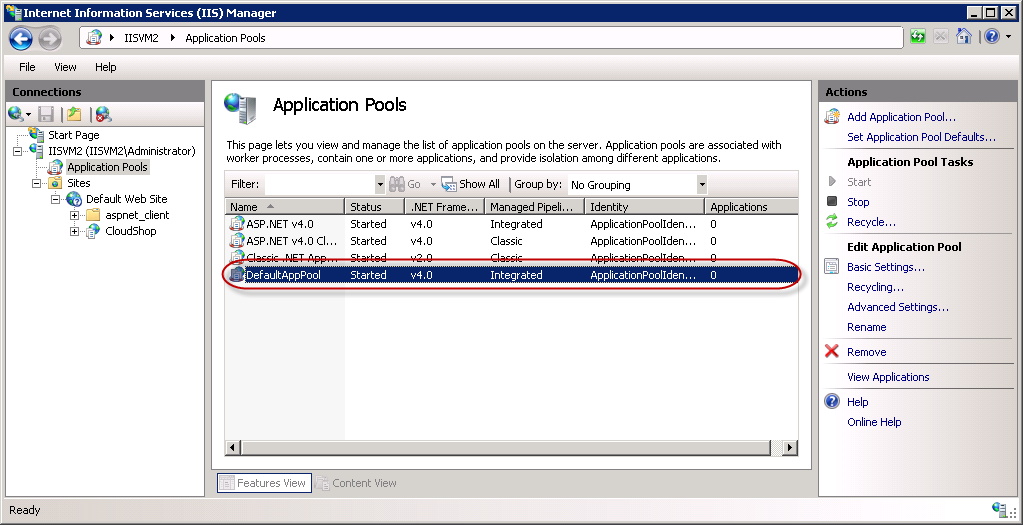 Internet Information Services (IIS) Manager
IISVM2 Application Pools
File View Help
Connections
Start Page
IISVM2 (IISVM2\Administrator)
Application Pools
Sites
Default Web Site
aspnet_client
CloudShop
Application Pools
This page lets you view and manage the list of application pools on the server. Application pools are associated with
worker processes, contain one or more applications, and provide isolation among different applications.
Filter: Go Show All Group by: No Grouping
Name Status .NET Frame... Managed Pipeli... Identity Applications
ASP.NET v4.0 Started v4.0 Integrated ApplicationPoolIden... 0
ASP.NET v4.0 Cl... Started v4.0 Classic ApplicationPoolIden... 0
Classic .NET App... Started v2.0 Classic ApplicationPoolIden... 0
DefaultAppPool Started v4.0 Integrated ApplicationPoolIden... 0
Features View Content View
Actions
Add Application Pool...
Set Application Pool Defaults...
Application Pool Tasks
Start
Stop
Recycle...
Edit Application Pool
Basic Settings...
Recycling...
Advanced Settings...
Rename
Remove
View Applications
Help
Online Help
Ready